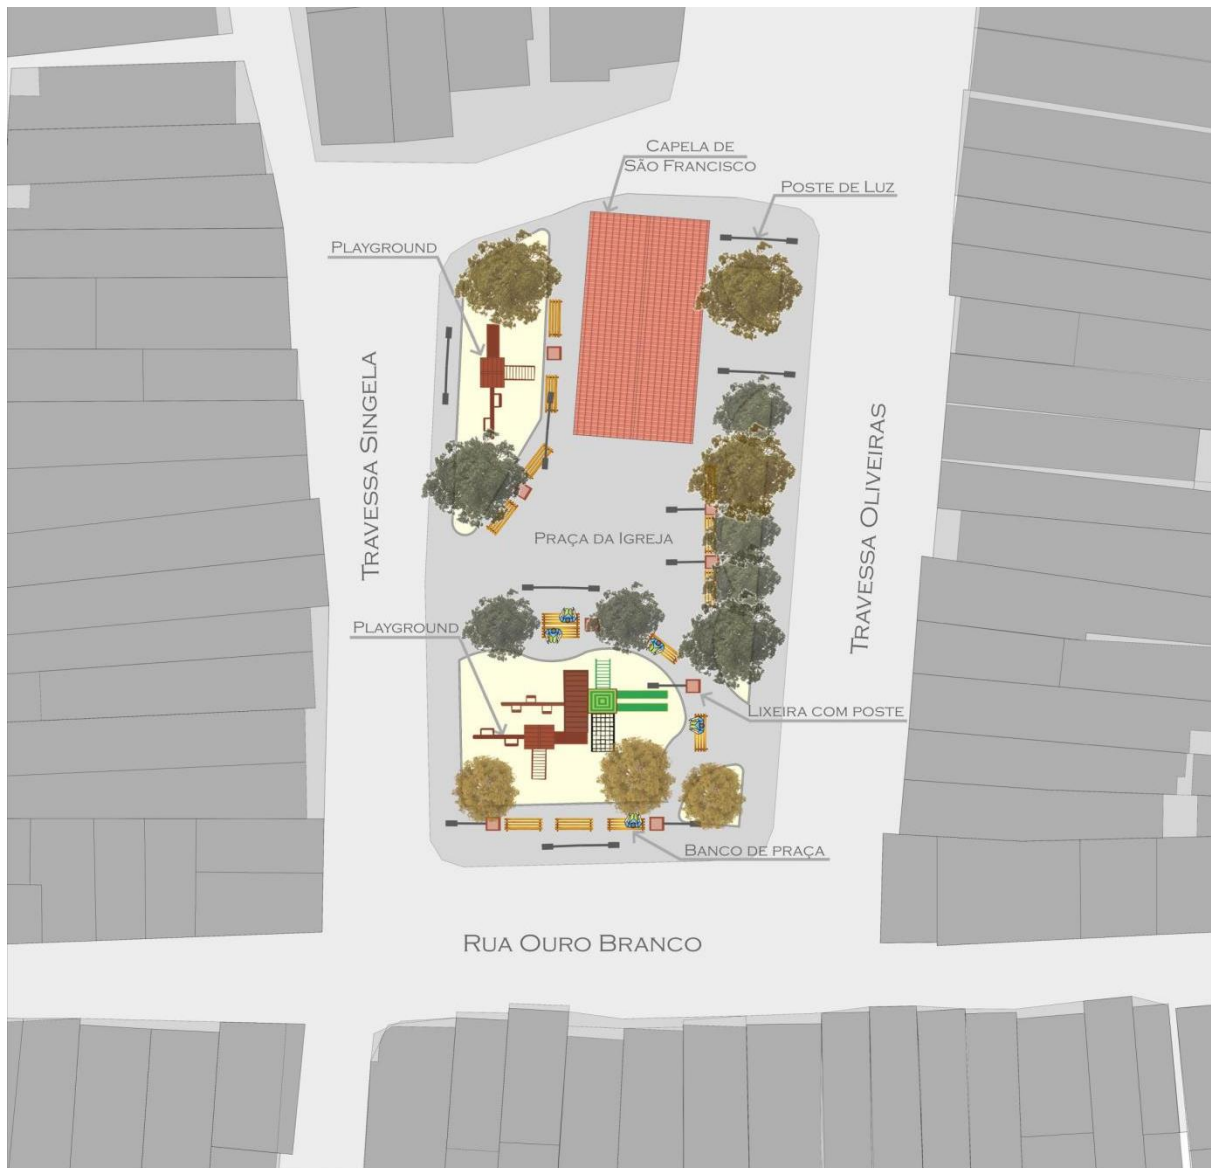 CAPELA DE
SÃO FRANCISCO
POSTE DE LUZ
PLAYGROUND
TRAVESSA SINGELA
TRAVESSA OLIVEIRAS
PRAÇA DA IGREJA
PLAYGROUND
LIXEIRA COM POSTE
BANCO DE PRAÇA
RUA OURO BRANCO